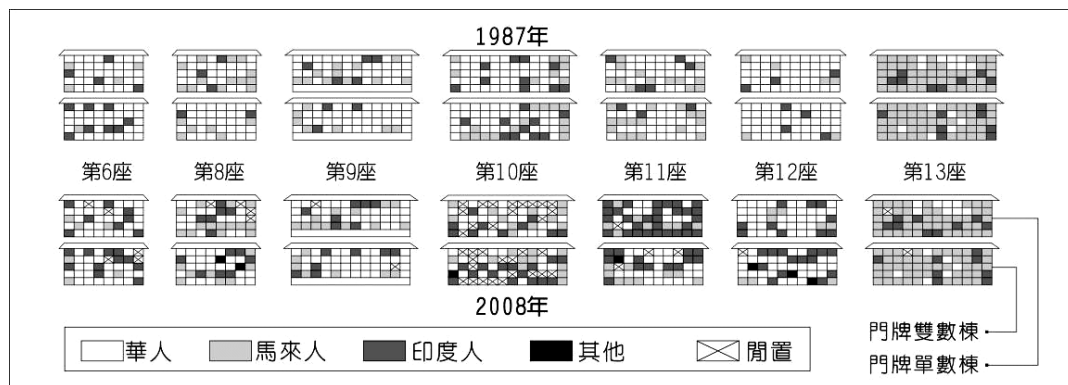 1987年
第6座 第8座 第9座 第10座 第11座 第12座 第13座
2008年
門牌雙數棟
門牌單數棟
華人 馬來人 印度人 其他 閒置